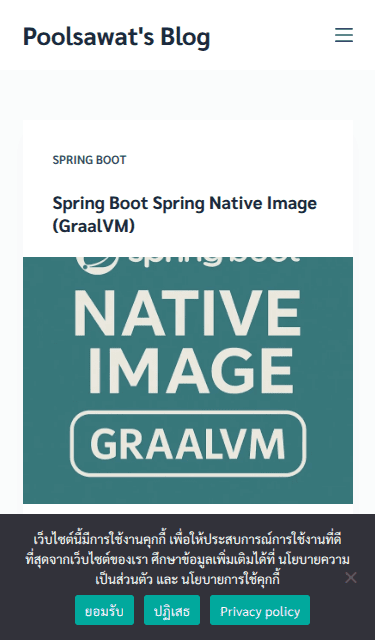 Poolsawat's Blog
SPRING BOOT
Spring Boot Spring Native Image
(GraalVM)
spring boot
NATIVE
IMAGE
GRAALVM
เว็บไซต์นี้มีการใช้งานคุกกี้ เพื่อให้ประสบการณ์การใช้งานที่ดี
ที่สุดจากเว็บไซต์ของเรา ศึกษาข้อมูลเพิ่มเติมได้ที่ นโยบายความ
เป็นส่วนตัว และ นโยบายการใช้คุกกี้
ยอมรับ
ปฏิเสธ
Privacy policy